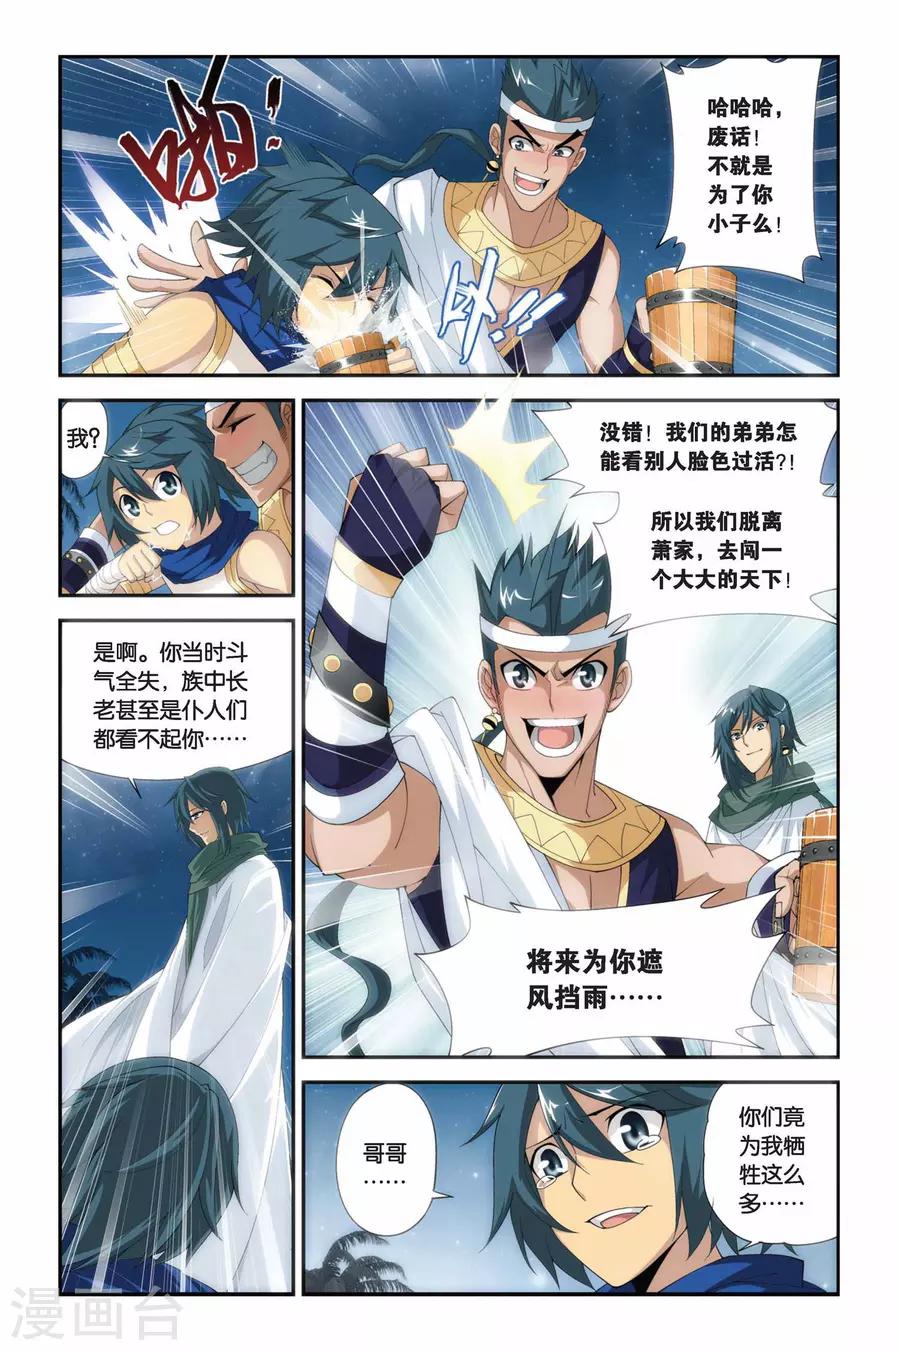 啪!
哈哈哈，
废话！
不就是
为了你
小子么！
卟!!
我?
没错！我们的弟弟怎
能看别人脸色过活?!
所以我们脱离
萧家，去闯一
个大大的天下！
是啊。你当时斗
气全失，族中长
老甚至是仆人们
都看不起你……
将来为你遮
风挡雨……
哥哥
……
你们竟
为我牺
牲这么
多……
漫画台